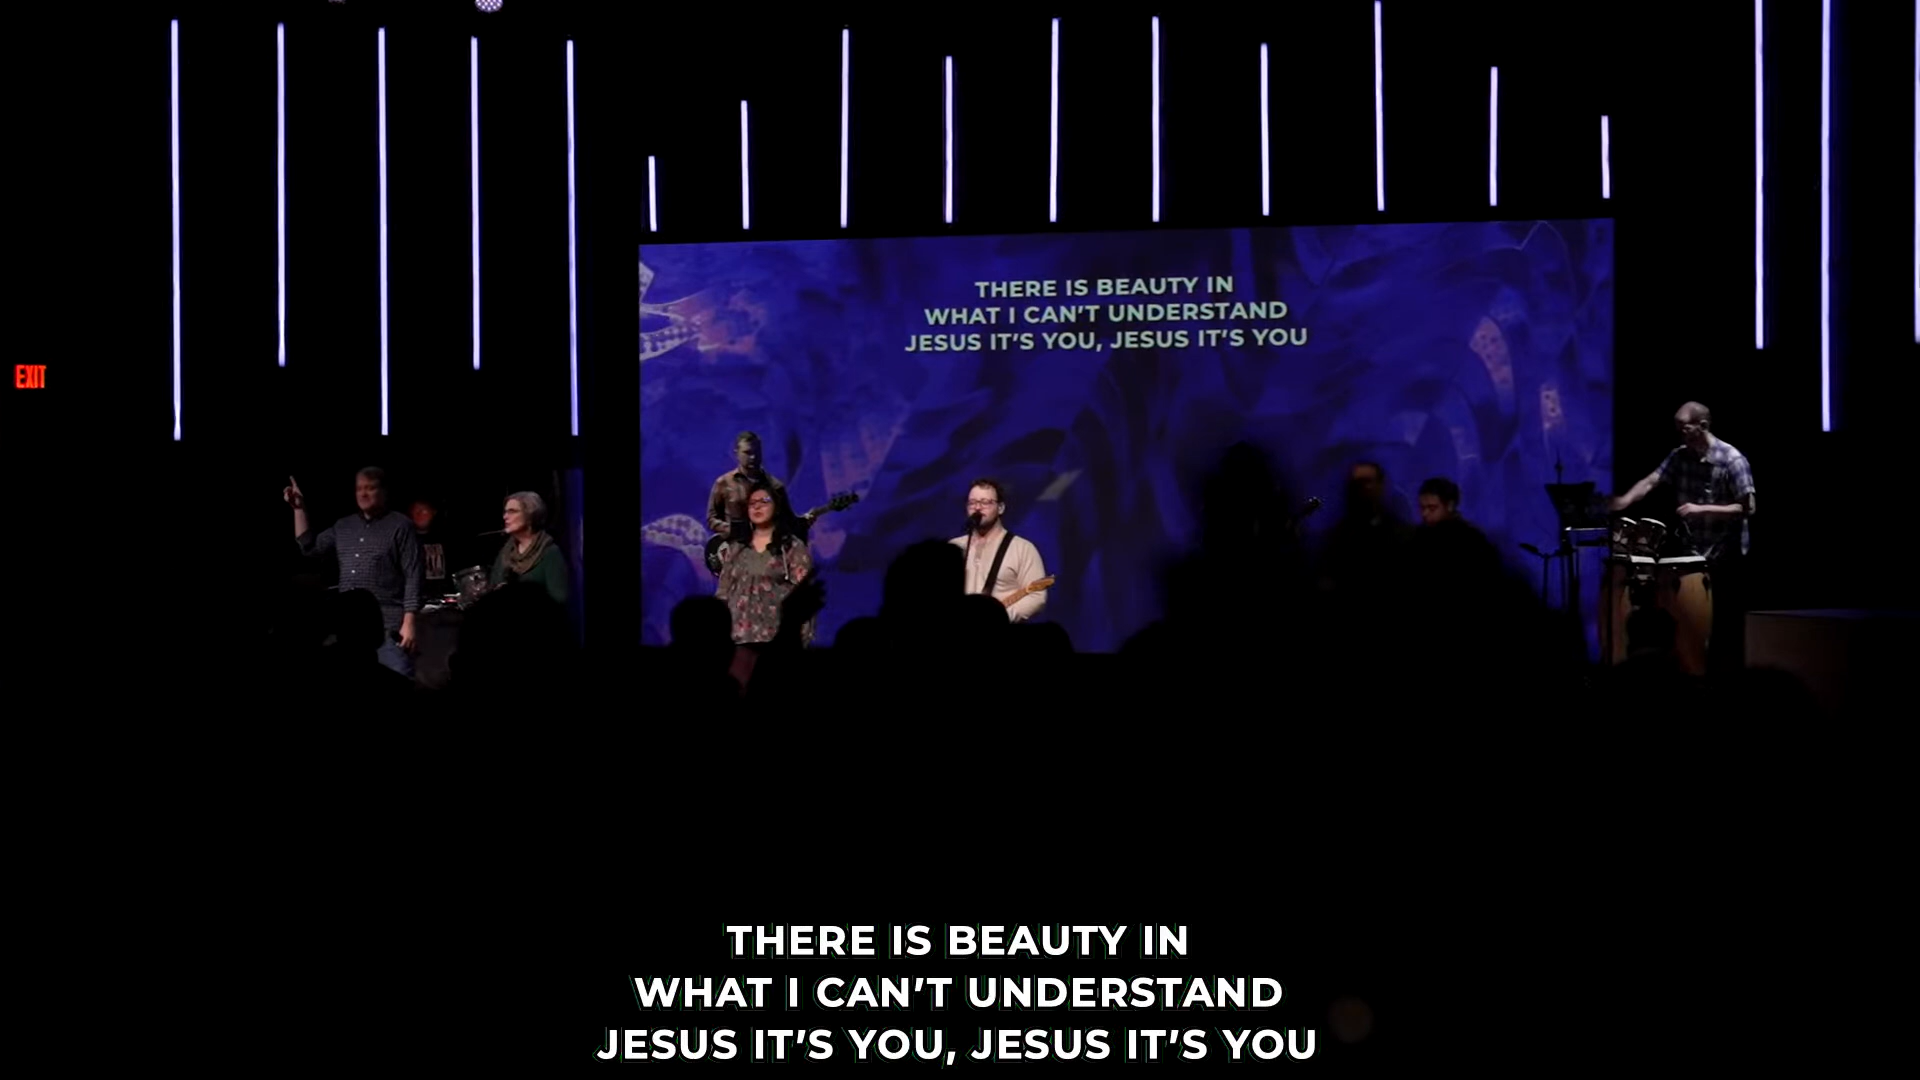 THERE IS BEAUTY IN
WHAT I CAN'T UNDERSTAND
JESUS IT'S YOU, JESUS IT'S YOU
EXIT
THERE IS BEAUTY IN
WHAT I CAN'T UNDERSTAND
JESUS IT'S YOU, JESUS IT'S YOU